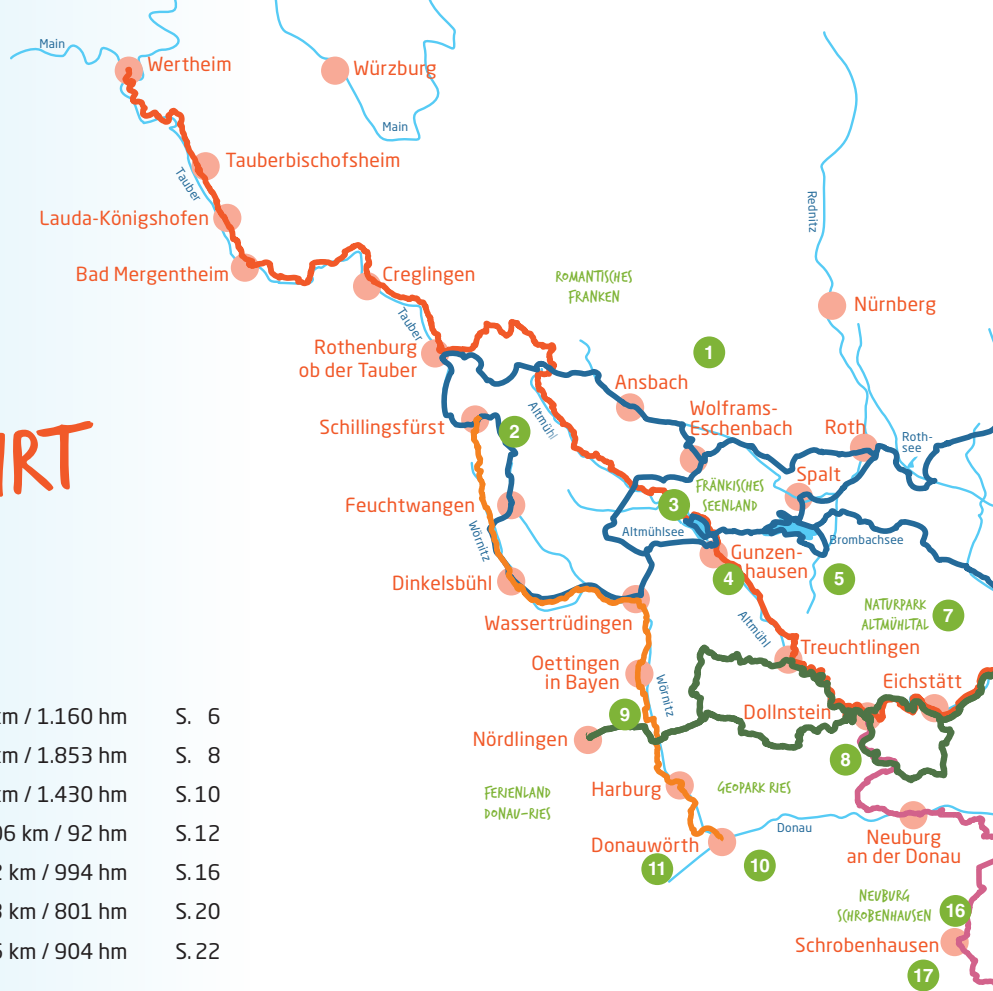 Main
Wertheim
Würzburg
Main
Tauberbischofsheim
Tauber
Lauda-Königshofen
Rednitz
Bad Mergentheim
Creglingen
ROMANTISCHES
FRANKEN
Nürnberg
Tauber
Rothenburg
ob der Tauber
1
Ansbach
Altmühl
Wolframs-
Eschenbach
Schillingsfürst
2
Roth
Roth-
see
IRT
Spalt
FRÄNKISCHES
SEENLAND
3
Feuchtwangen
Wörnitz
Altmühlsee
Brombachsee
Gunzen-
hausen
4
5
Dinkelsbühl
Wassertrüdingen
NATURPARK
ALTMÜHLTAL
7
Altmühl
Treuchtlingen
Oettingen
in Bayen
Wörnitz
Eichstätt
Dollnstein
9
Nördlingen
8
FERIENLAND
DONAU-RIES
Harburg
GEOPARK RIES
Donau
Donauwörth
Neuburg
an der Donau
11
10
NEUBURG
SCHROBENHAUSEN
16
Schrobenhausen
17
km / 1.160 hm S. 6
km / 1.853 hm S. 8
km / 1.430 hm S. 10
06 km / 92 hm S. 12
2 km / 994 hm S. 16
km / 801 hm S. 20
km / 904 hm S. 22